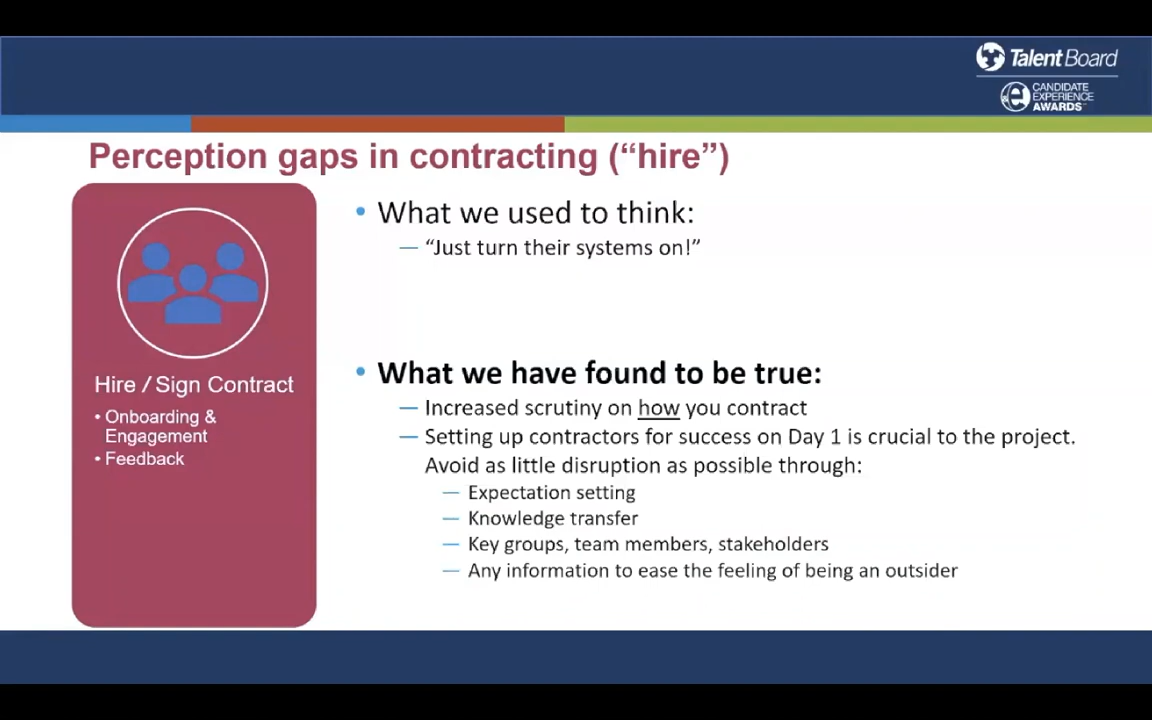 TalentBoard
CANDIDATE
EXPERIENCE
AWARDS
Perception gaps in contracting (“hire”)
Hire / Sign Contract
• Onboarding &
Engagement
• Feedback
• What we used to think:
— “Just turn their systems on!”
• What we have found to be true:
— Increased scrutiny on how you contract
— Setting up contractors for success on Day 1 is crucial to the project.
Avoid as little disruption as possible through:
— Expectation setting
— Knowledge transfer
— Key groups, team members, stakeholders
— Any information to ease the feeling of being an outsider